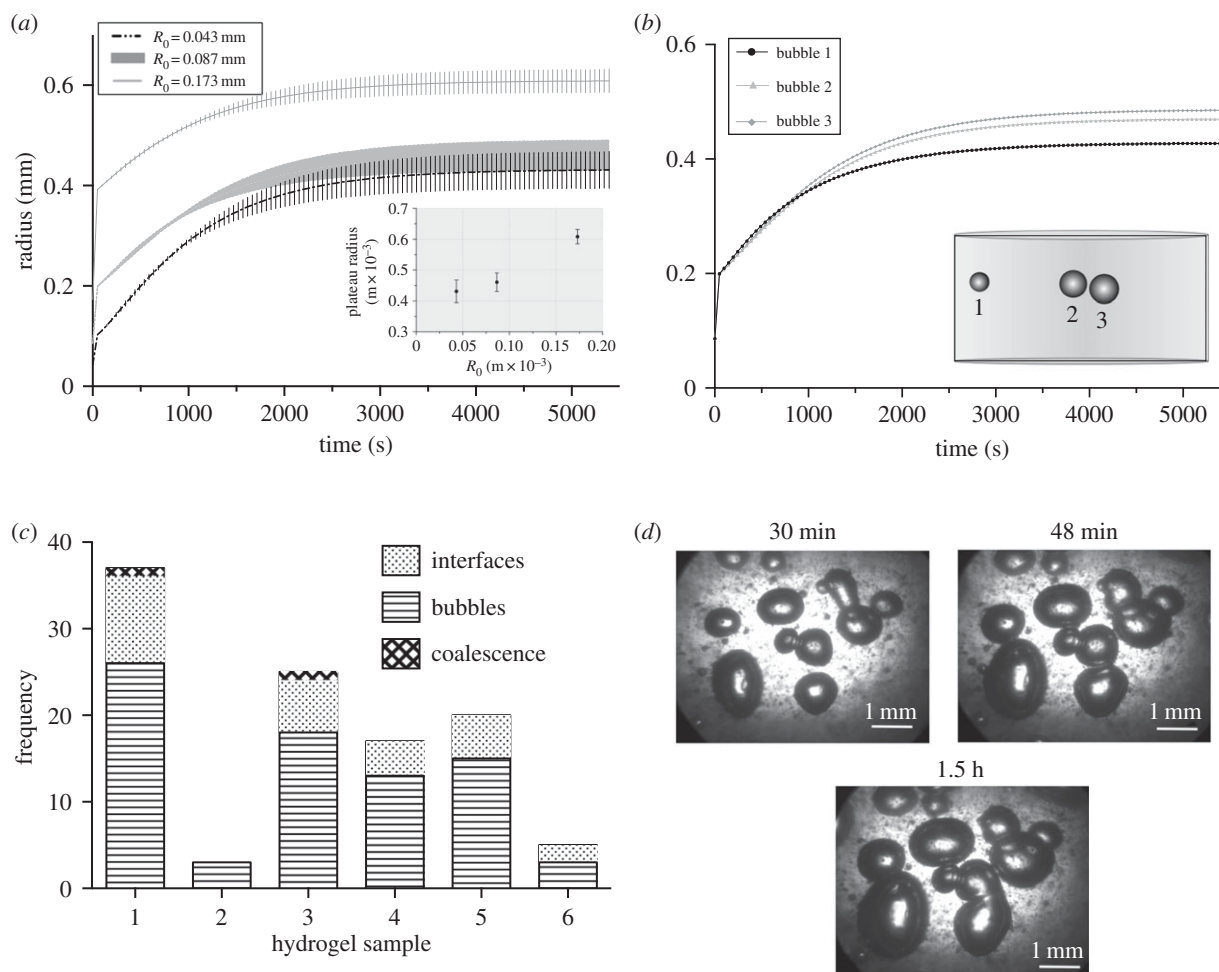 (a)
R0 = 0.043 mm
R0 = 0.087 mm
R0 = 0.173 mm
0.6
0.4
0.2
0
radius (mm)
0 1000 2000 3000 4000 5000
time (s)
0.7
0.6
0.5
0.4
0.3
plateau radius
(m × 10−3)
0 0.05 0.10 0.15 0.20
R0 (m × 10−3)
(b)
bubble 1
bubble 2
bubble 3
0.6
0.4
0.2
0
0 1000 2000 3000 4000 5000
time (s)
1
2
3
(c)
40
30
20
10
0
frequency
interfaces
bubbles
coalescence
1 2 3 4 5 6
hydrogel sample
(d)
30 min
1 mm
48 min
1 mm
1.5 h
1 mm